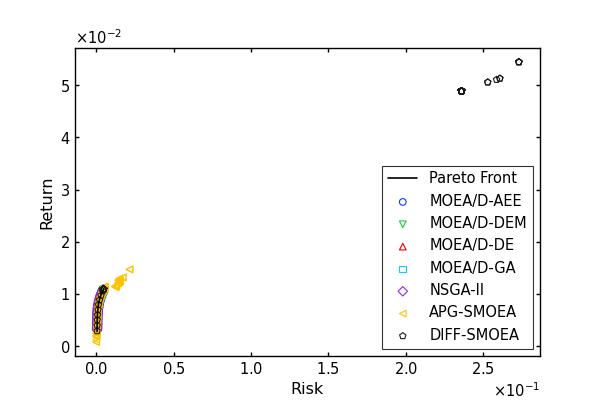 ×10⁻²
5
4
3
2
1
0
Return
0.0 0.5 1.0 1.5 2.0 2.5
Risk
×10⁻¹
Pareto Front
MOEA/D-AEE
MOEA/D-DEM
MOEA/D-DE
MOEA/D-GA
NSGA-II
APG-SMOEA
DIFF-SMOEA